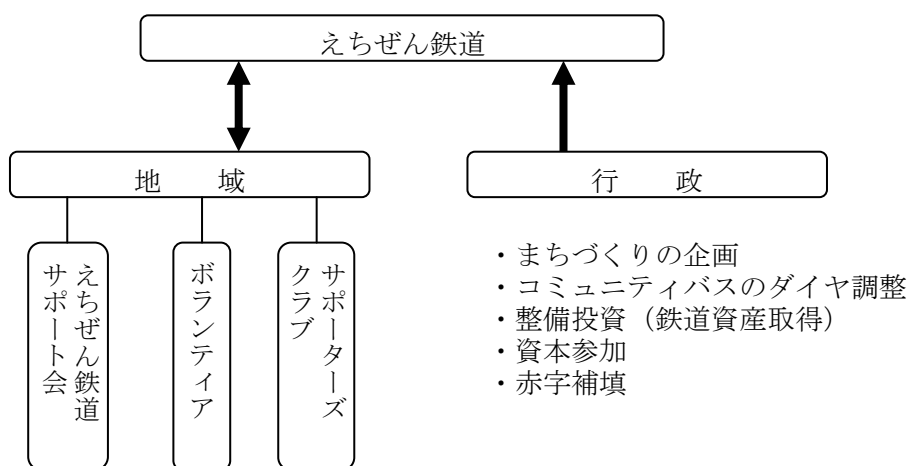 えちぜん鉄道
地　域
行　政
えちぜん鉄道
サポート会
ボランティア
サポーターズ
クラブ
・まちづくりの企画
・コミュニティバスのダイヤ調整
・整備投資（鉄道資産取得）
・資本参加
・赤字補填